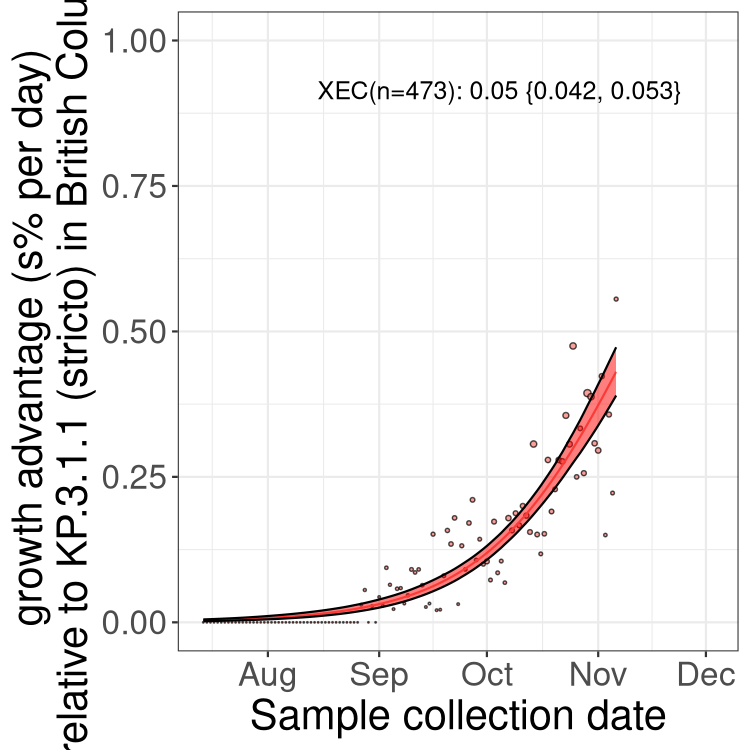 growth advantage (s% per day)
relative to KP.3.1.1 (stricto) in British Colu
1.00
0.75
0.50
0.25
0.00
XEC(n=473): 0.05 {0.042, 0.053}
Aug Sep Oct Nov Dec
Sample collection date